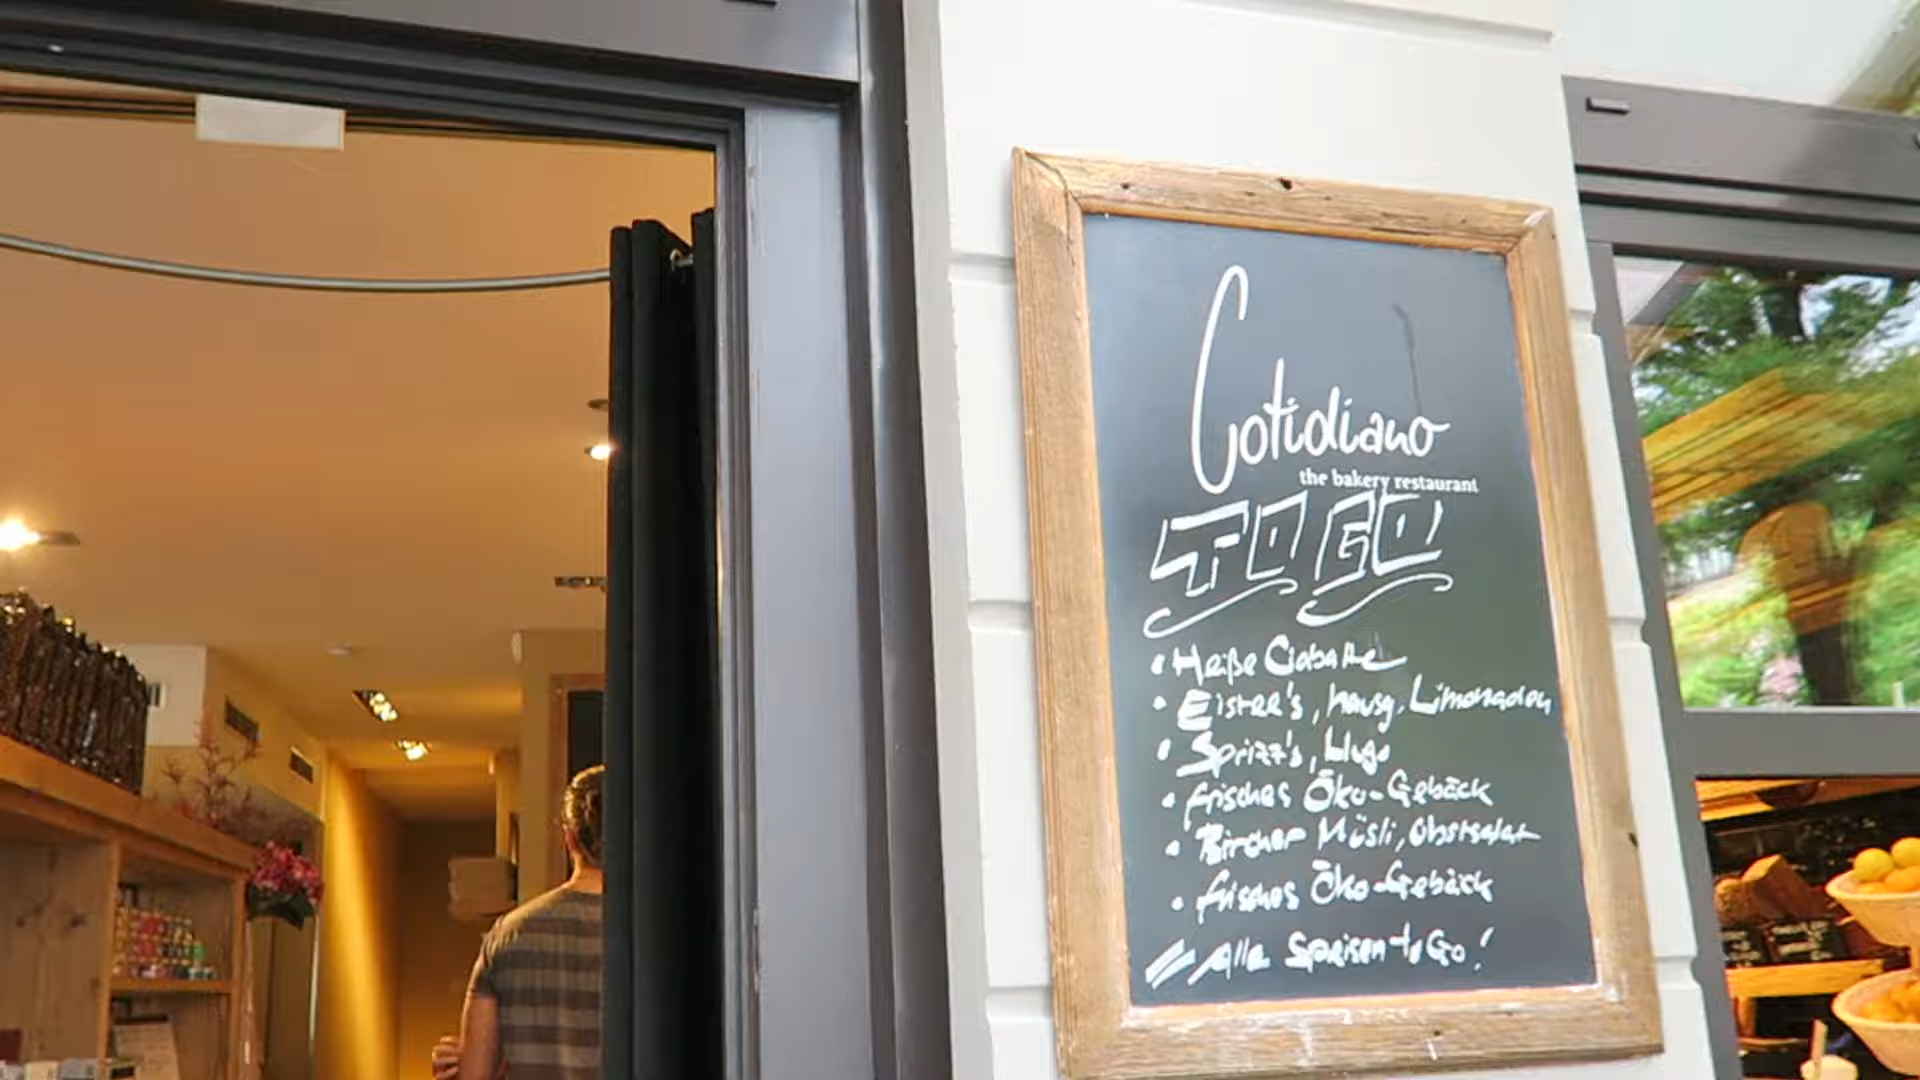 Cotidiano
the bakery restaurant
TO GO
• Heiße Ciabatte
• Eistee's, hausg. Limonaden
• Sprizz's, Hugo
• frisches Öko-Gebäck
• Bircher Müsli, Obstsalat
• frisches Öko-Gebäck
Alle Speisen to Go!